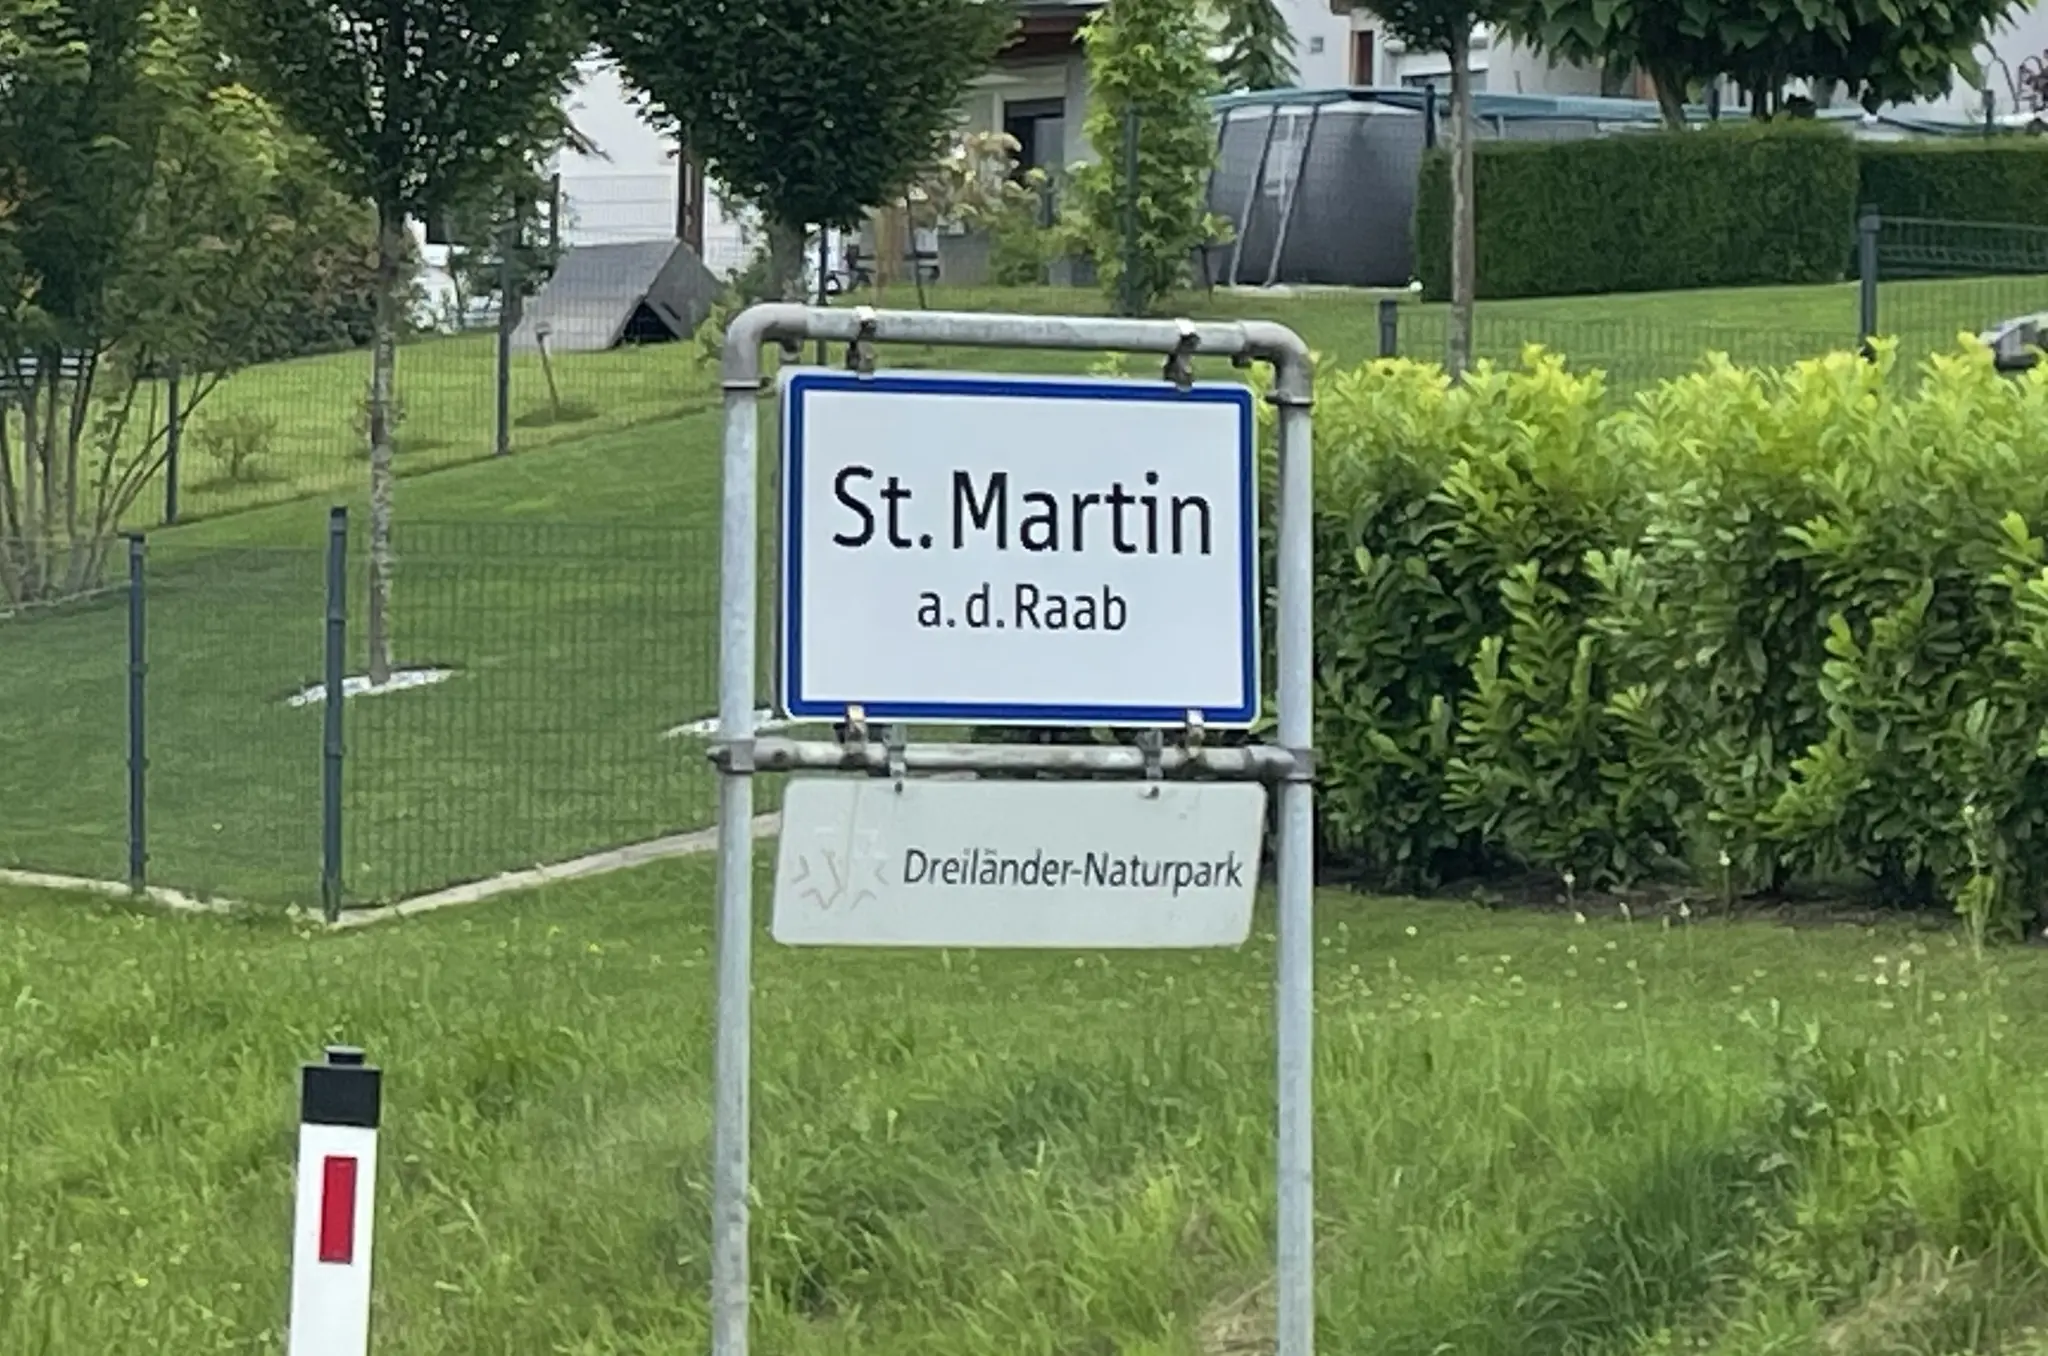 St. Martin
a. d. Raab
Dreiländer-Naturpark